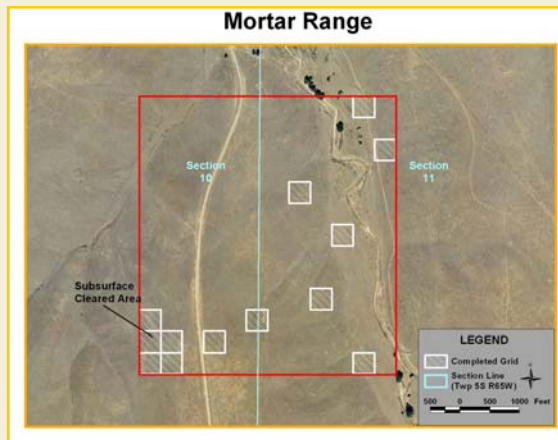 Mortar Range
Section
10
Section
11
Subsurface
Cleared Area
LEGEND
Completed Grid
Section Line
(Twp 5S R65W)
500 0 500 1000 Feet